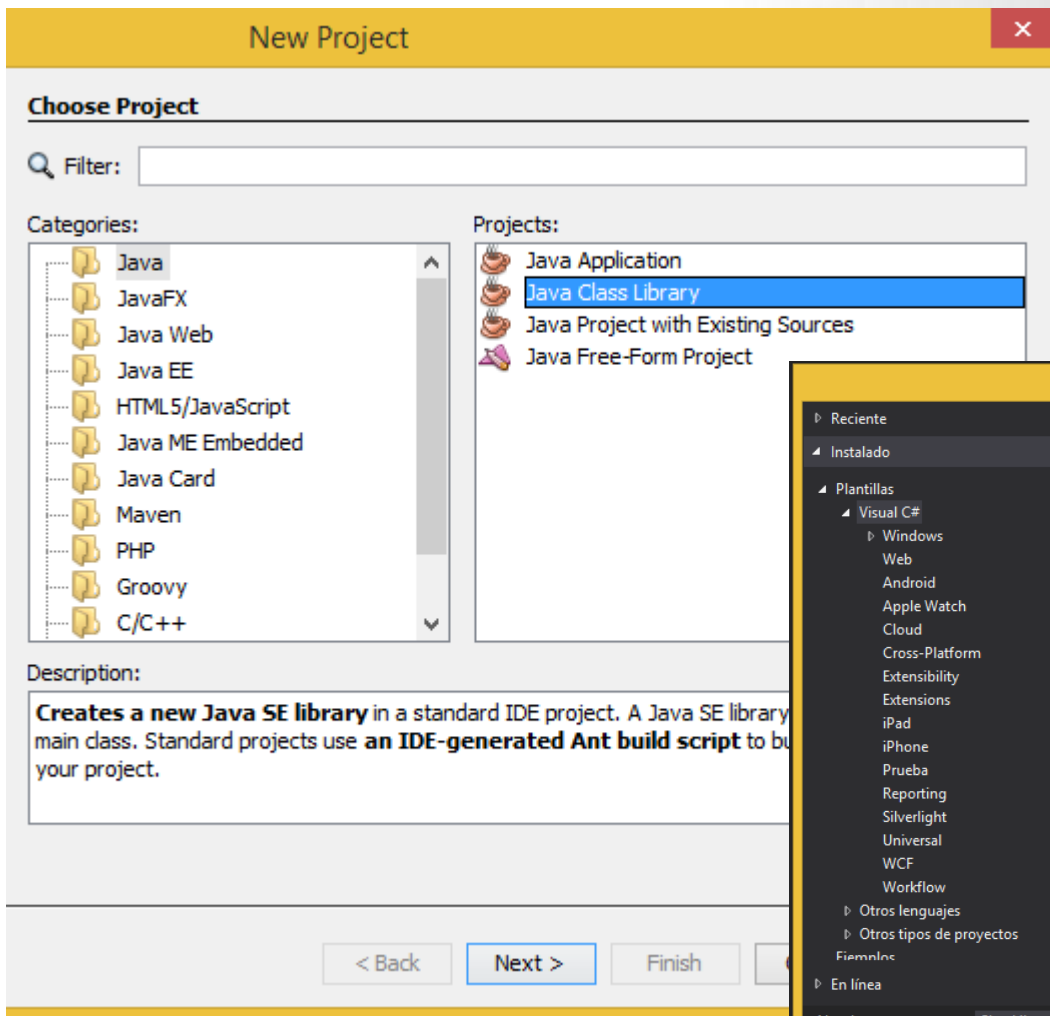 New Project
Choose Project
Filter:
Categories:
Java
JavaFX
Java Web
Java EE
HTML5/JavaScript
Java ME Embedded
Java Card
Maven
PHP
Groovy
C/C++
Projects:
Java Application
Java Class Library
Java Project with Existing Sources
Java Free-Form Project
Description:
Creates a new Java SE library in a standard IDE project. A Java SE library
main class. Standard projects use an IDE-generated Ant build script to
your project.
< Back
Next >
Finish
Reciente
Instalado
Plantillas
Visual C#
Windows
Web
Android
Apple Watch
Cloud
Cross-Platform
Extensibility
Extensions
iPad
iPhone
Prueba
Reporting
Silverlight
Universal
WCF
Workflow
Otros lenguajes
Otros tipos de proyectos
Ejemplos
En línea